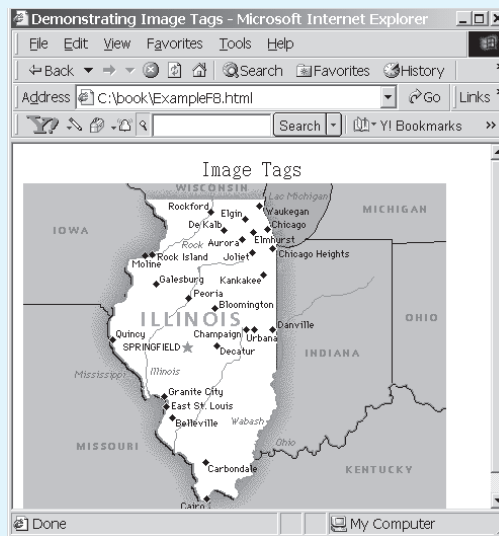 Demonstrating Image Tags - Microsoft Internet Explorer
File Edit View Favorites Tools Help
Back Search Favorites History
Address C:\book\ExampleF8.html Go Links
Y! Search Y! Bookmarks »
Image Tags
WISCONSIN
Lac Michigan
MICHIGAN
Rockford
Elgin
Waukegan
De Kalb
Chicago
IOWA
Rock
Aurora
Elmhurst
Moline
Rock Island
Joliet
Chicago Heights
Galesburg
Kankakee
Peoria
Bloomington
ILLINOIS
OHIO
Quincy
Champaign
Urbana
Danville
SPRINGFIELD
Decatur
INDIANA
Mississippi
Illinois
Granite City
East St. Louis
Belleville
Wabash
MISSOURI
Ohio
Carbondale
KENTUCKY
Cairo
Done My Computer